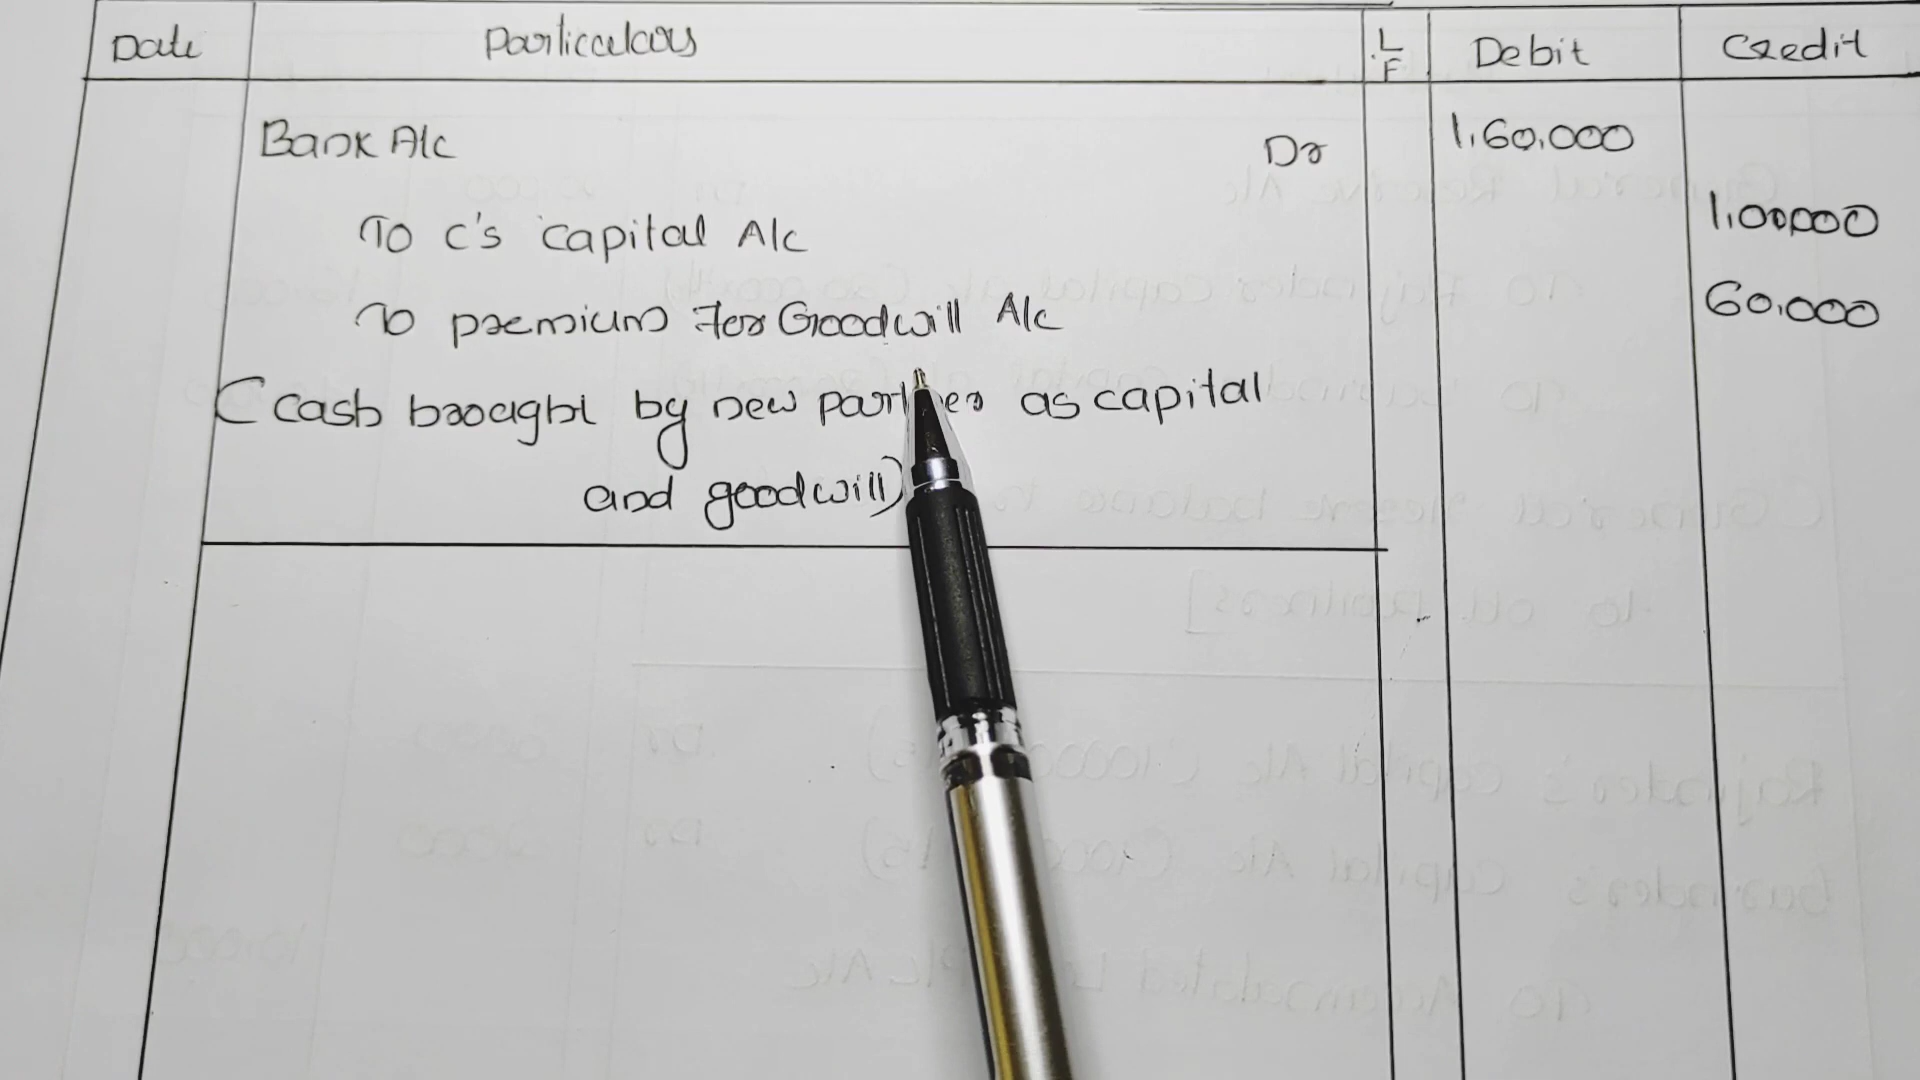 Date Particulars L.F Debit Credit
Bank A/c Dr 1,60,000
To C's capital A/c 1,00,000
To premium for Goodwill A/c 60,000
(Cash brought by new partner as capital
and goodwill)